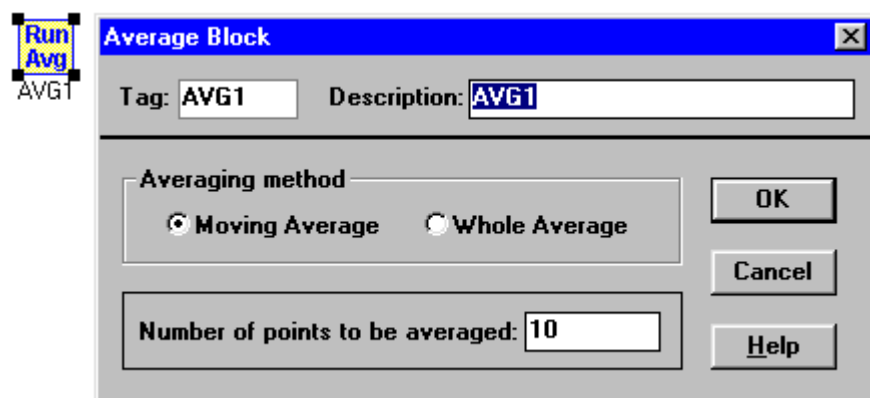 Run
Avg
AVG1
Average Block
Tag: AVG1 Description: AVG1
Averaging method
Moving Average Whole Average
OK
Cancel
Number of points to be averaged: 10
Help